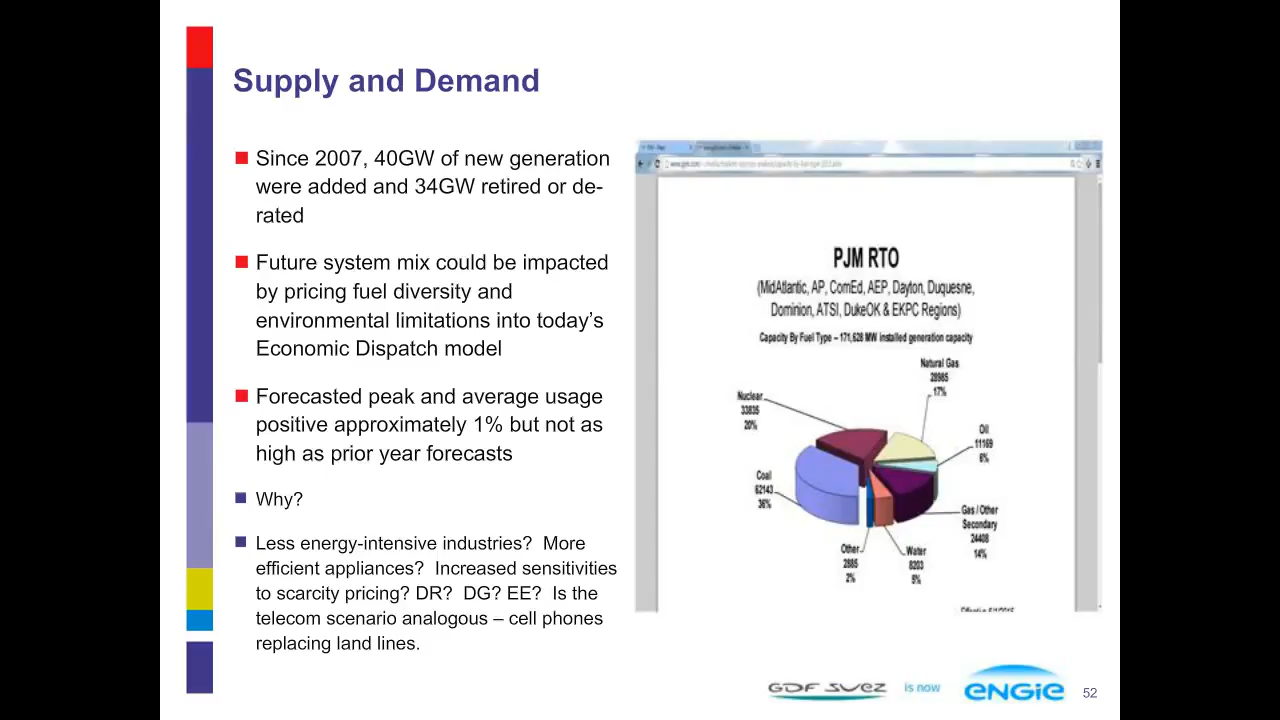 Supply and Demand
Since 2007, 40GW of new generation
were added and 34GW retired or de-
rated
Future system mix could be impacted
by pricing fuel diversity and
environmental limitations into today's
Economic Dispatch model
Forecasted peak and average usage
positive approximately 1% but not as
high as prior year forecasts
Why?
Less energy-intensive industries? More
efficient appliances? Increased sensitivities
to scarcity pricing? DR? DG? EE? Is the
telecom scenario analogous – cell phones
replacing land lines.
PJM RTO
(MidAtlantic, AP, ComEd, AEP, Dayton, Duquesne,
Dominion, ATSI, DukeOK & EKPC Regions)
Capacity By Fuel Type – 171,628 MW installed generation capacity
Natural Gas
28985
17%
Nuclear
33835
20%
Oil
11169
6%
Coal
62143
36%
Gas / Other
Secondary
24408
14%
Other
2885
2%
Water
8203
5%
GDF SUEZ
is now
ENGIE
52